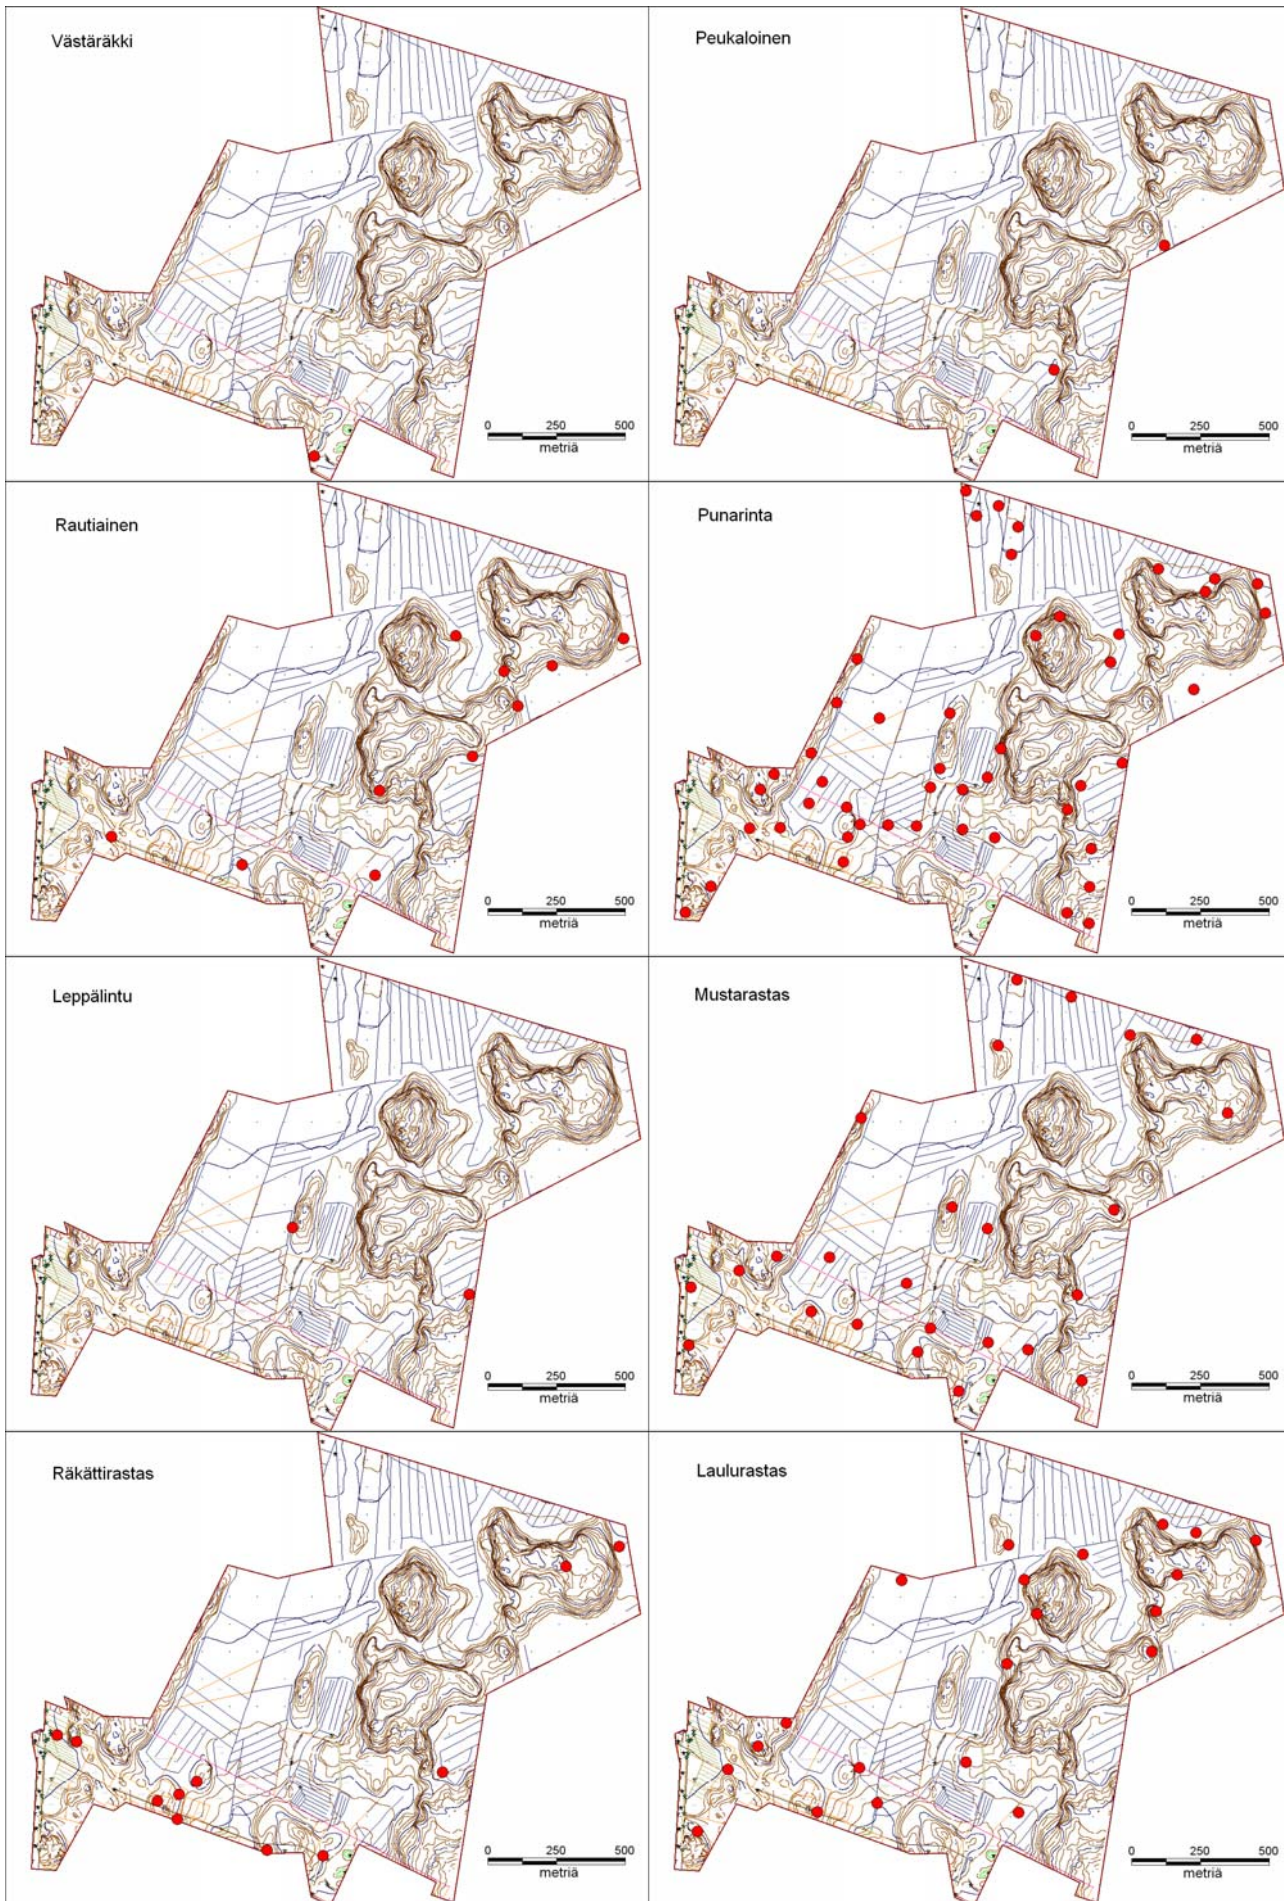 Västäräkki
0 250 500
metriä
Peukaloinen
0 250 500
metriä
Rautiainen
0 250 500
metriä
Punarinta
0 250 500
metriä
Leppälintu
0 250 500
metriä
Mustarastas
0 250 500
metriä
Räkättirastas
0 250 500
metriä
Laulurastas
0 250 500
metriä